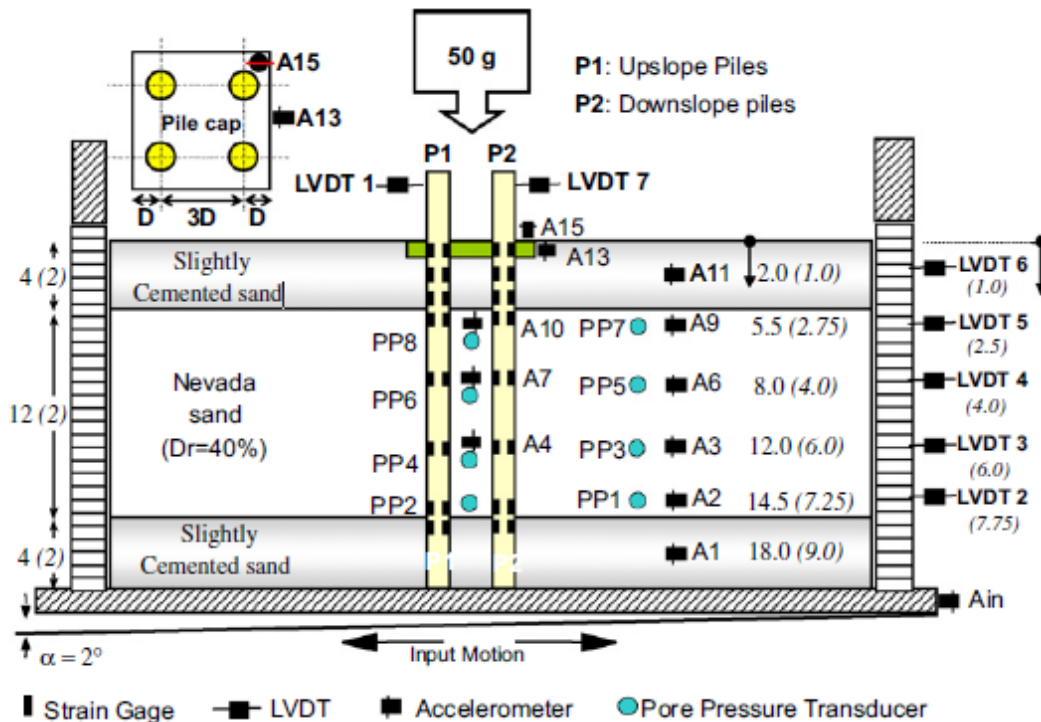 A15
50 g
P1: Upslope Piles
P2: Downslope piles
Pile cap
A13
D 3D D
P1 P2
LVDT 1
LVDT 7
A15
A13
4 (2)
Slightly
Cemented sand
A11 2.0 (1.0)
LVDT 6
(1.0)
PP8
A10
PP7
A9
5.5 (2.75)
LVDT 5
(2.5)
12 (2)
Nevada
sand
(Dr=40%)
PP6
A7
PP5
A6
8.0 (4.0)
LVDT 4
(4.0)
PP4
A4
PP3
A3
12.0 (6.0)
LVDT 3
(6.0)
PP2
PP1
A2
14.5 (7.25)
LVDT 2
(7.75)
4 (2)
Slightly
Cemented sand
P1 P2
A1
18.0 (9.0)
Ain
α = 2°
Input Motion
Strain Gage LVDT Accelerometer Pore Pressure Transducer